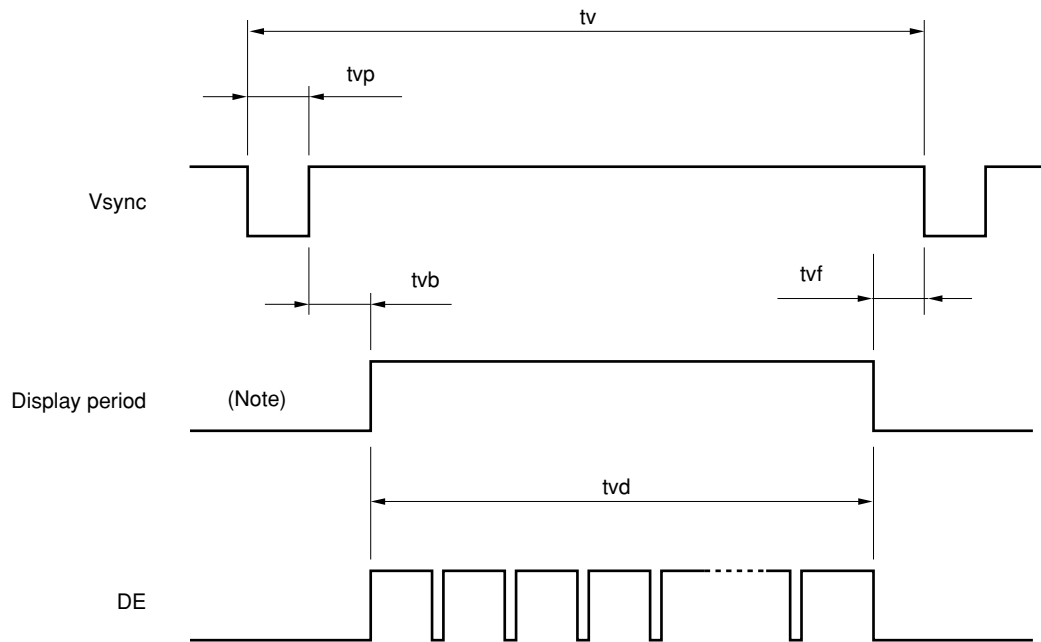 tv
tvp
Vsync
tvb
tvf
Display period
(Note)
tvd
DE